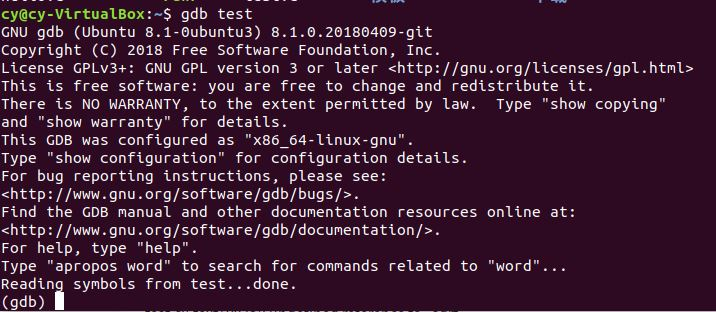 cy@cy-VirtualBox:~$ gdb test
GNU gdb (Ubuntu 8.1-0ubuntu3) 8.1.0.20180409-git
Copyright (C) 2018 Free Software Foundation, Inc.
License GPLv3+: GNU GPL version 3 or later <http://gnu.org/licenses/gpl.html>
This is free software: you are free to change and redistribute it.
There is NO WARRANTY, to the extent permitted by law.  Type "show copying"
and "show warranty" for details.
This GDB was configured as "x86_64-linux-gnu".
Type "show configuration" for configuration details.
For bug reporting instructions, please see:
<http://www.gnu.org/software/gdb/bugs/>.
Find the GDB manual and other documentation resources online at:
<http://www.gnu.org/software/gdb/documentation/>.
For help, type "help".
Type "apropos word" to search for commands related to "word"...
Reading symbols from test...done.
(gdb)